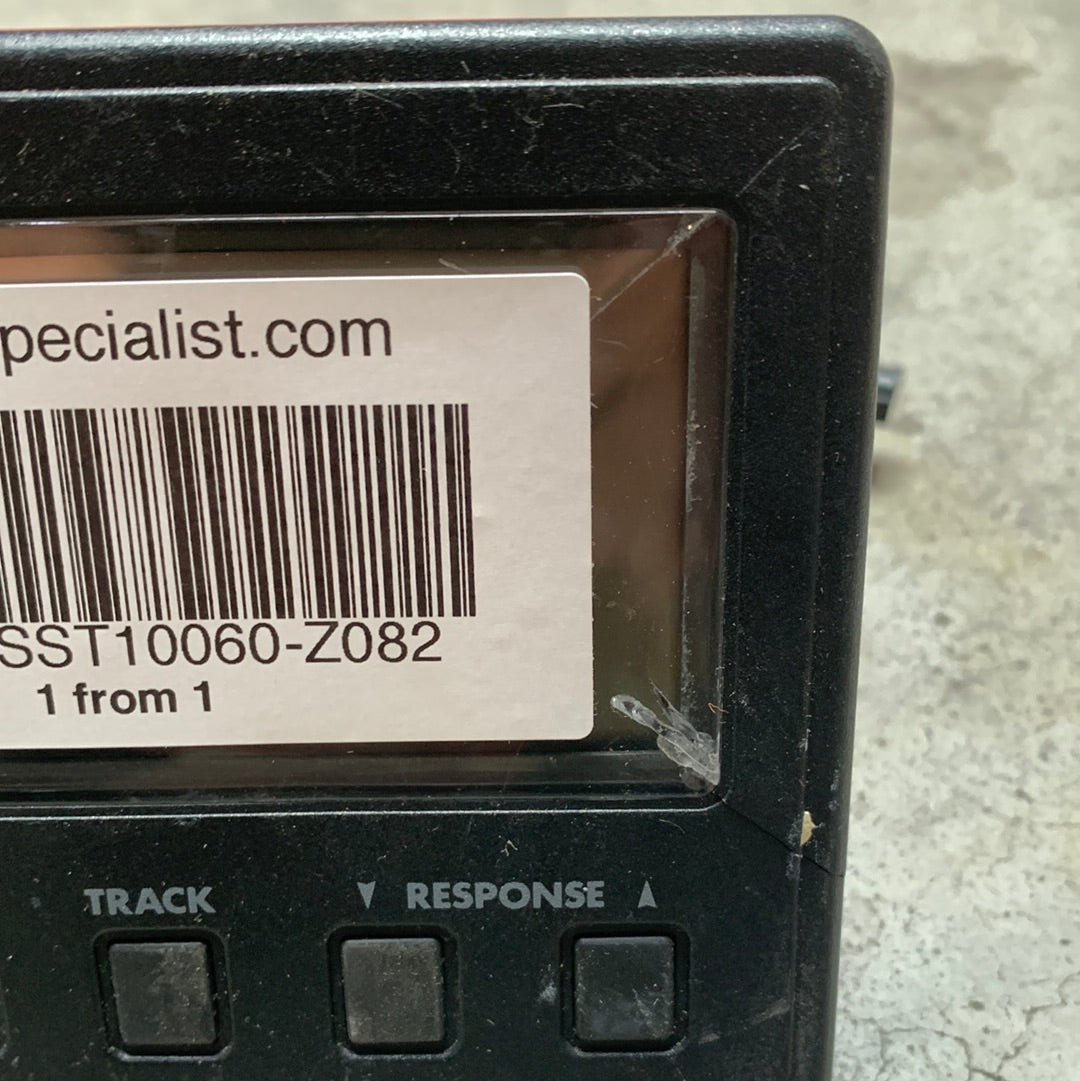 pecialist.com
SST10060-Z082
1 from 1
TRACK ▼ RESPONSE ▲